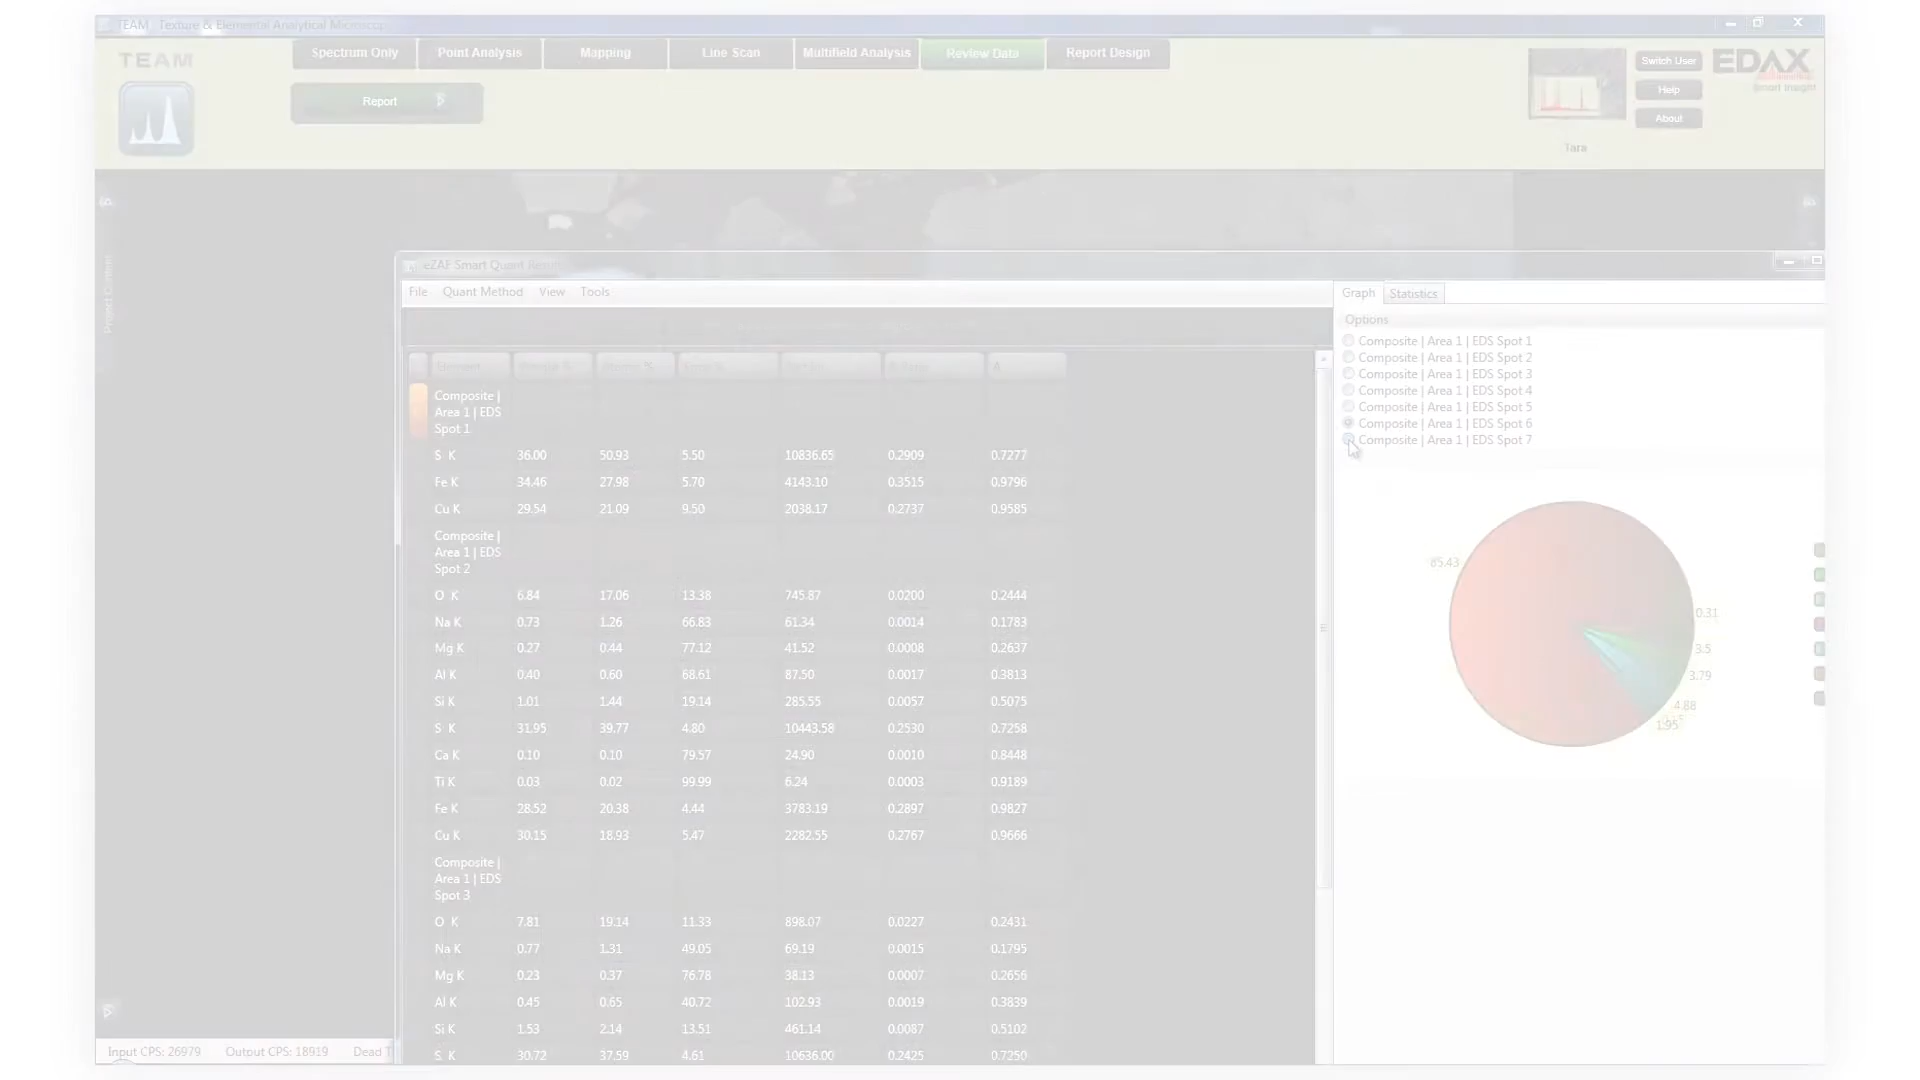 TEAM - Texture & Elemental Analytical Microscopy
TEAM
Spectrum Only Point Analysis Mapping Line Scan Multifield Analysis Review Data Report Design
Report
Switch User
Help
About
EDAX
Smart Insight
Tara
Project Options
eZAF Smart Quant Results
File Quant Method View Tools
Element Weight % Atomic %
Composite |
Area 1 | EDS
Spot 1
S K 36.00 50.93 5.50 10836.65 0.2909 0.7277
Fe K 34.46 27.98 5.70 4143.10 0.3515 0.9796
Cu K 29.54 21.09 9.50 2038.17 0.2737 0.9585
Composite |
Area 1 | EDS
Spot 2
O K 6.84 17.06 13.38 745.87 0.0200 0.2444
Na K 0.73 1.26 66.83 61.34 0.0014 0.1783
Mg K 0.27 0.44 77.12 41.52 0.0008 0.2637
Al K 0.40 0.60 68.61 87.50 0.0017 0.3813
Si K 1.01 1.44 19.14 285.55 0.0057 0.5075
S K 31.95 39.77 4.80 10443.58 0.2530 0.7258
Ca K 0.10 0.10 79.57 24.90 0.0010 0.8448
Ti K 0.03 0.02 99.99 6.24 0.0003 0.9189
Fe K 28.52 20.38 4.44 3783.19 0.2897 0.9827
Cu K 30.15 18.93 5.47 2282.55 0.2767 0.9666
Composite |
Area 1 | EDS
Spot 3
O K 7.81 19.14 11.33 898.07 0.0227 0.2431
Na K 0.77 1.31 49.05 69.19 0.0015 0.1795
Mg K 0.23 0.37 76.78 38.13 0.0007 0.2656
Al K 0.45 0.65 40.72 102.93 0.0019 0.3839
Si K 1.53 2.14 13.51 461.14 0.0087 0.5102
S K 30.72 37.59 4.61 10636.00 0.2425 0.7250
Graph Statistics
Options
Composite | Area 1 | EDS Spot 1
Composite | Area 1 | EDS Spot 2
Composite | Area 1 | EDS Spot 3
Composite | Area 1 | EDS Spot 4
Composite | Area 1 | EDS Spot 5
Composite | Area 1 | EDS Spot 6
Composite | Area 1 | EDS Spot 7
85.43
0.31
3.5
3.79
4.88
1.95
Input CPS: 26979 Output CPS: 18919 Dead